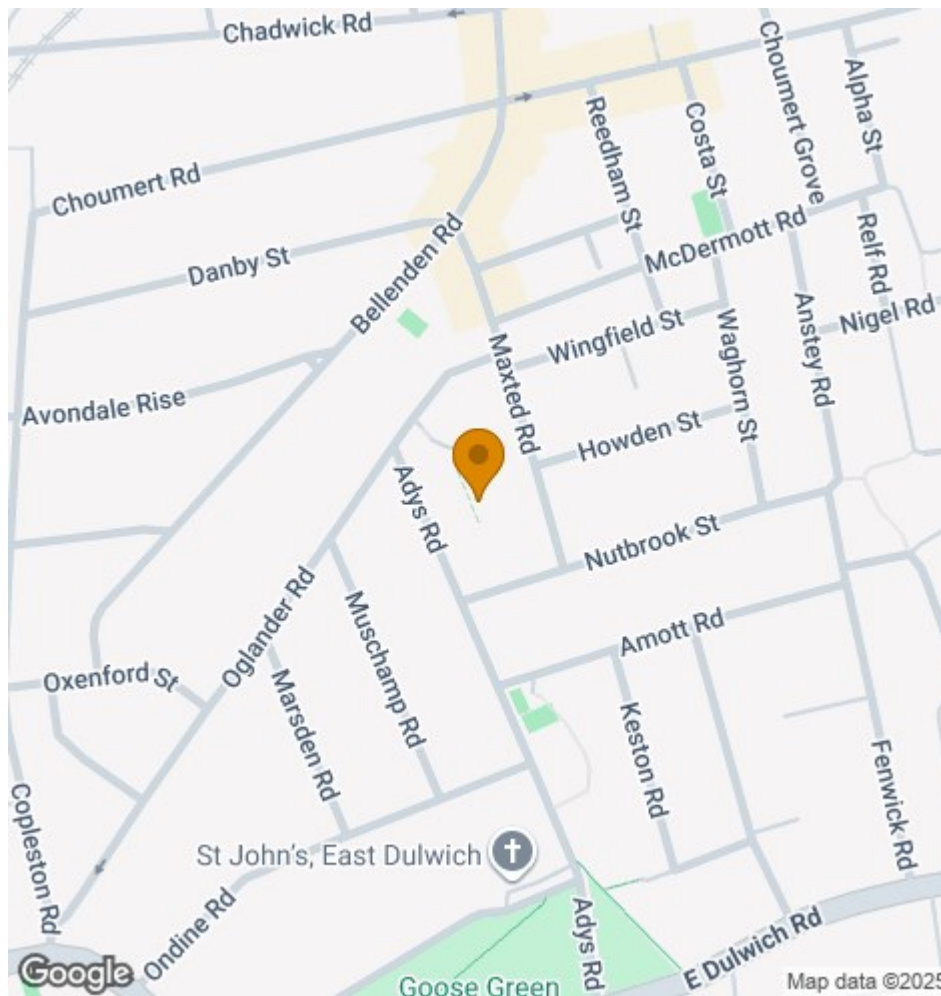 Chadwick Rd
Choumert Grove
Alpha St
Reedham St
Costa St
Choumert Rd
McDermott Rd
Relf Rd
Danby St
Bellenden Rd
Wingfield St
Waghorn St
Anstey Rd
Nigel Rd
Maxted Rd
Avondale Rise
Howden St
Adys Rd
Nutbrook St
Oglander Rd
Muschamp Rd
Amott Rd
Oxenford St
Marsden Rd
Keston Rd
Fenwick Rd
Copleston Rd
St John's, East Dulwich
Ondine Rd
Adys Rd
E Dulwich Rd
Google
Goose Green
Map data ©2025